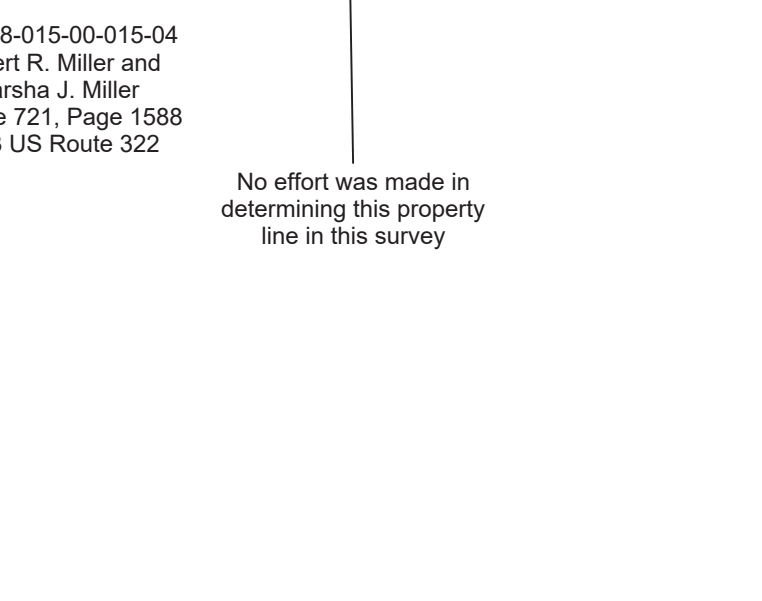 8-015-00-015-04
ert R. Miller and
arsha J. Miller
e 721, Page 1588
US Route 322
No effort was made in
determining this property
line in this survey